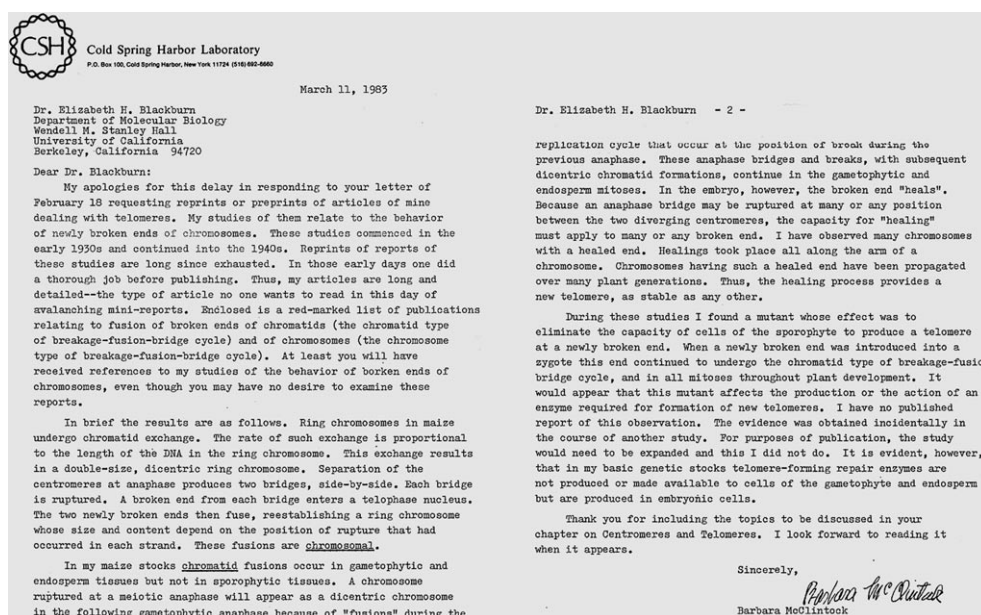 CSH
Cold Spring Harbor Laboratory
P.O. Box 100, Cold Spring Harbor, New York 11724 (516) 692-6660
March 11, 1983
Dr. Elizabeth H. Blackburn
Department of Molecular Biology
Wendell M. Stanley Hall
University of California
Berkeley, California 94720
Dear Dr. Blackburn:
My apologies for this delay in responding to your letter of
February 18 requesting reprints or preprints of articles of mine
dealing with telomeres. My studies of them relate to the behavior
of newly broken ends of chromosomes. These studies commenced in the
early 1930s and continued into the 1940s. Reprints of reports of
these studies are long since exhausted. In those early days one did
a thorough job before publishing. Thus, my articles are long and
detailed--the type of article no one wants to read in this day of
avalanching mini-reports. Enclosed is a red-marked list of publications
relating to fusion of broken ends of chromatids (the chromatid type
of breakage-fusion-bridge cycle) and of chromosomes (the chromosome
type of breakage-fusion-bridge cycle). At least you will have
received references to my studies of the behavior of borken ends of
chromosomes, even though you may have no desire to examine these
reports.
In brief the results are as follows. Ring chromosomes in maize
undergo chromatid exchange. The rate of such exchange is proportional
to the length of the DNA in the ring chromosome. This exchange results
in a double-size, dicentric ring chromosome. Separation of the
centromeres at anaphase produces two bridges, side-by-side. Each bridge
is ruptured. A broken end from each bridge enters a telophase nucleus.
The two newly broken ends then fuse, reestablishing a ring chromosome
whose size and content depend on the position of rupture that had
occurred in each strand. These fusions are chromosomal.
In my maize stocks chromatid fusions occur in gametophytic and
endosperm tissues but not in sporophytic tissues. A chromosome
ruptured at a meiotic anaphase will appear as a dicentric chromosome
in the following gametophytic anaphase because of "fusions" during the
Dr. Elizabeth H. Blackburn - 2 -
replication cycle that occur at the position of break during the
previous anaphase. These anaphase bridges and breaks, with subsequent
dicentric chromatid formations, continue in the gametophytic and
endosperm mitoses. In the embryo, however, the broken end "heals".
Because an anaphase bridge may be ruptured at many or any position
between the two diverging centromeres, the capacity for "healing"
must apply to many or any broken end. I have observed many chromosomes
with a healed end. Healings took place all along the arm of a
chromosome. Chromosomes having such a healed end have been propagated
over many plant generations. Thus, the healing process provides a
new telomere, as stable as any other.
During these studies I found a mutant whose effect was to
eliminate the capacity of cells of the sporophyte to produce a telomere
at a newly broken end. When a newly broken end was introduced into a
zygote this end continued to undergo the chromatid type of breakage-fusio
bridge cycle, and in all mitoses throughout plant development. It
would appear that this mutant affects the production or the action of an
enzyme required for formation of new telomeres. I have no published
report of this observation. The evidence was obtained incidentally in
the course of another study. For purposes of publication, the study
would need to be expanded and this I did not do. It is evident, however,
that in my basic genetic stocks telomere-forming repair enzymes are
not produced or made available to cells of the gametophyte and endosperm
but are produced in embryonic cells.
Thank you for including the topics to be discussed in your
chapter on Centromeres and Telomeres. I look forward to reading it
when it appears.
Sincerely,
Barbara McClintock
Barbara McClintock